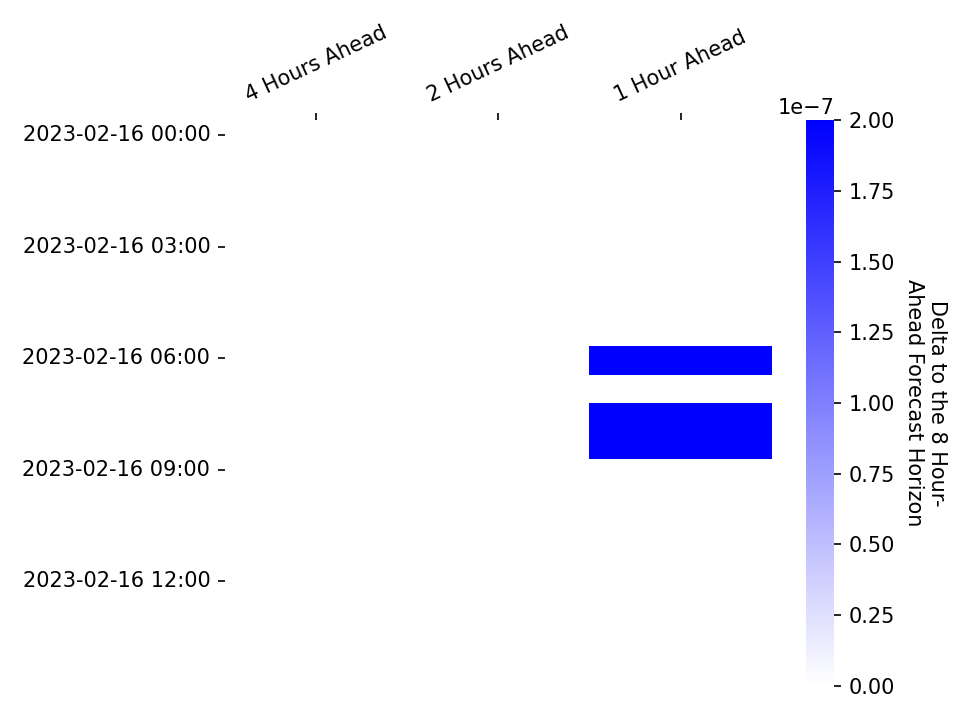 4 Hours Ahead
2 Hours Ahead
1 Hour Ahead
2023-02-16 00:00
2023-02-16 03:00
2023-02-16 06:00
2023-02-16 09:00
2023-02-16 12:00
1e−7
2.00
1.75
1.50
1.25
1.00
0.75
0.50
0.25
0.00
Delta to the 8 Hour-
Ahead Forecast Horizon